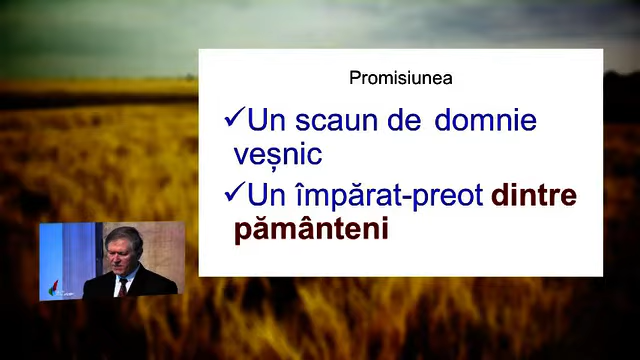 Promisiunea
✓Un scaun de domnie
veșnic
✓Un împărat-preot dintre
pământeni